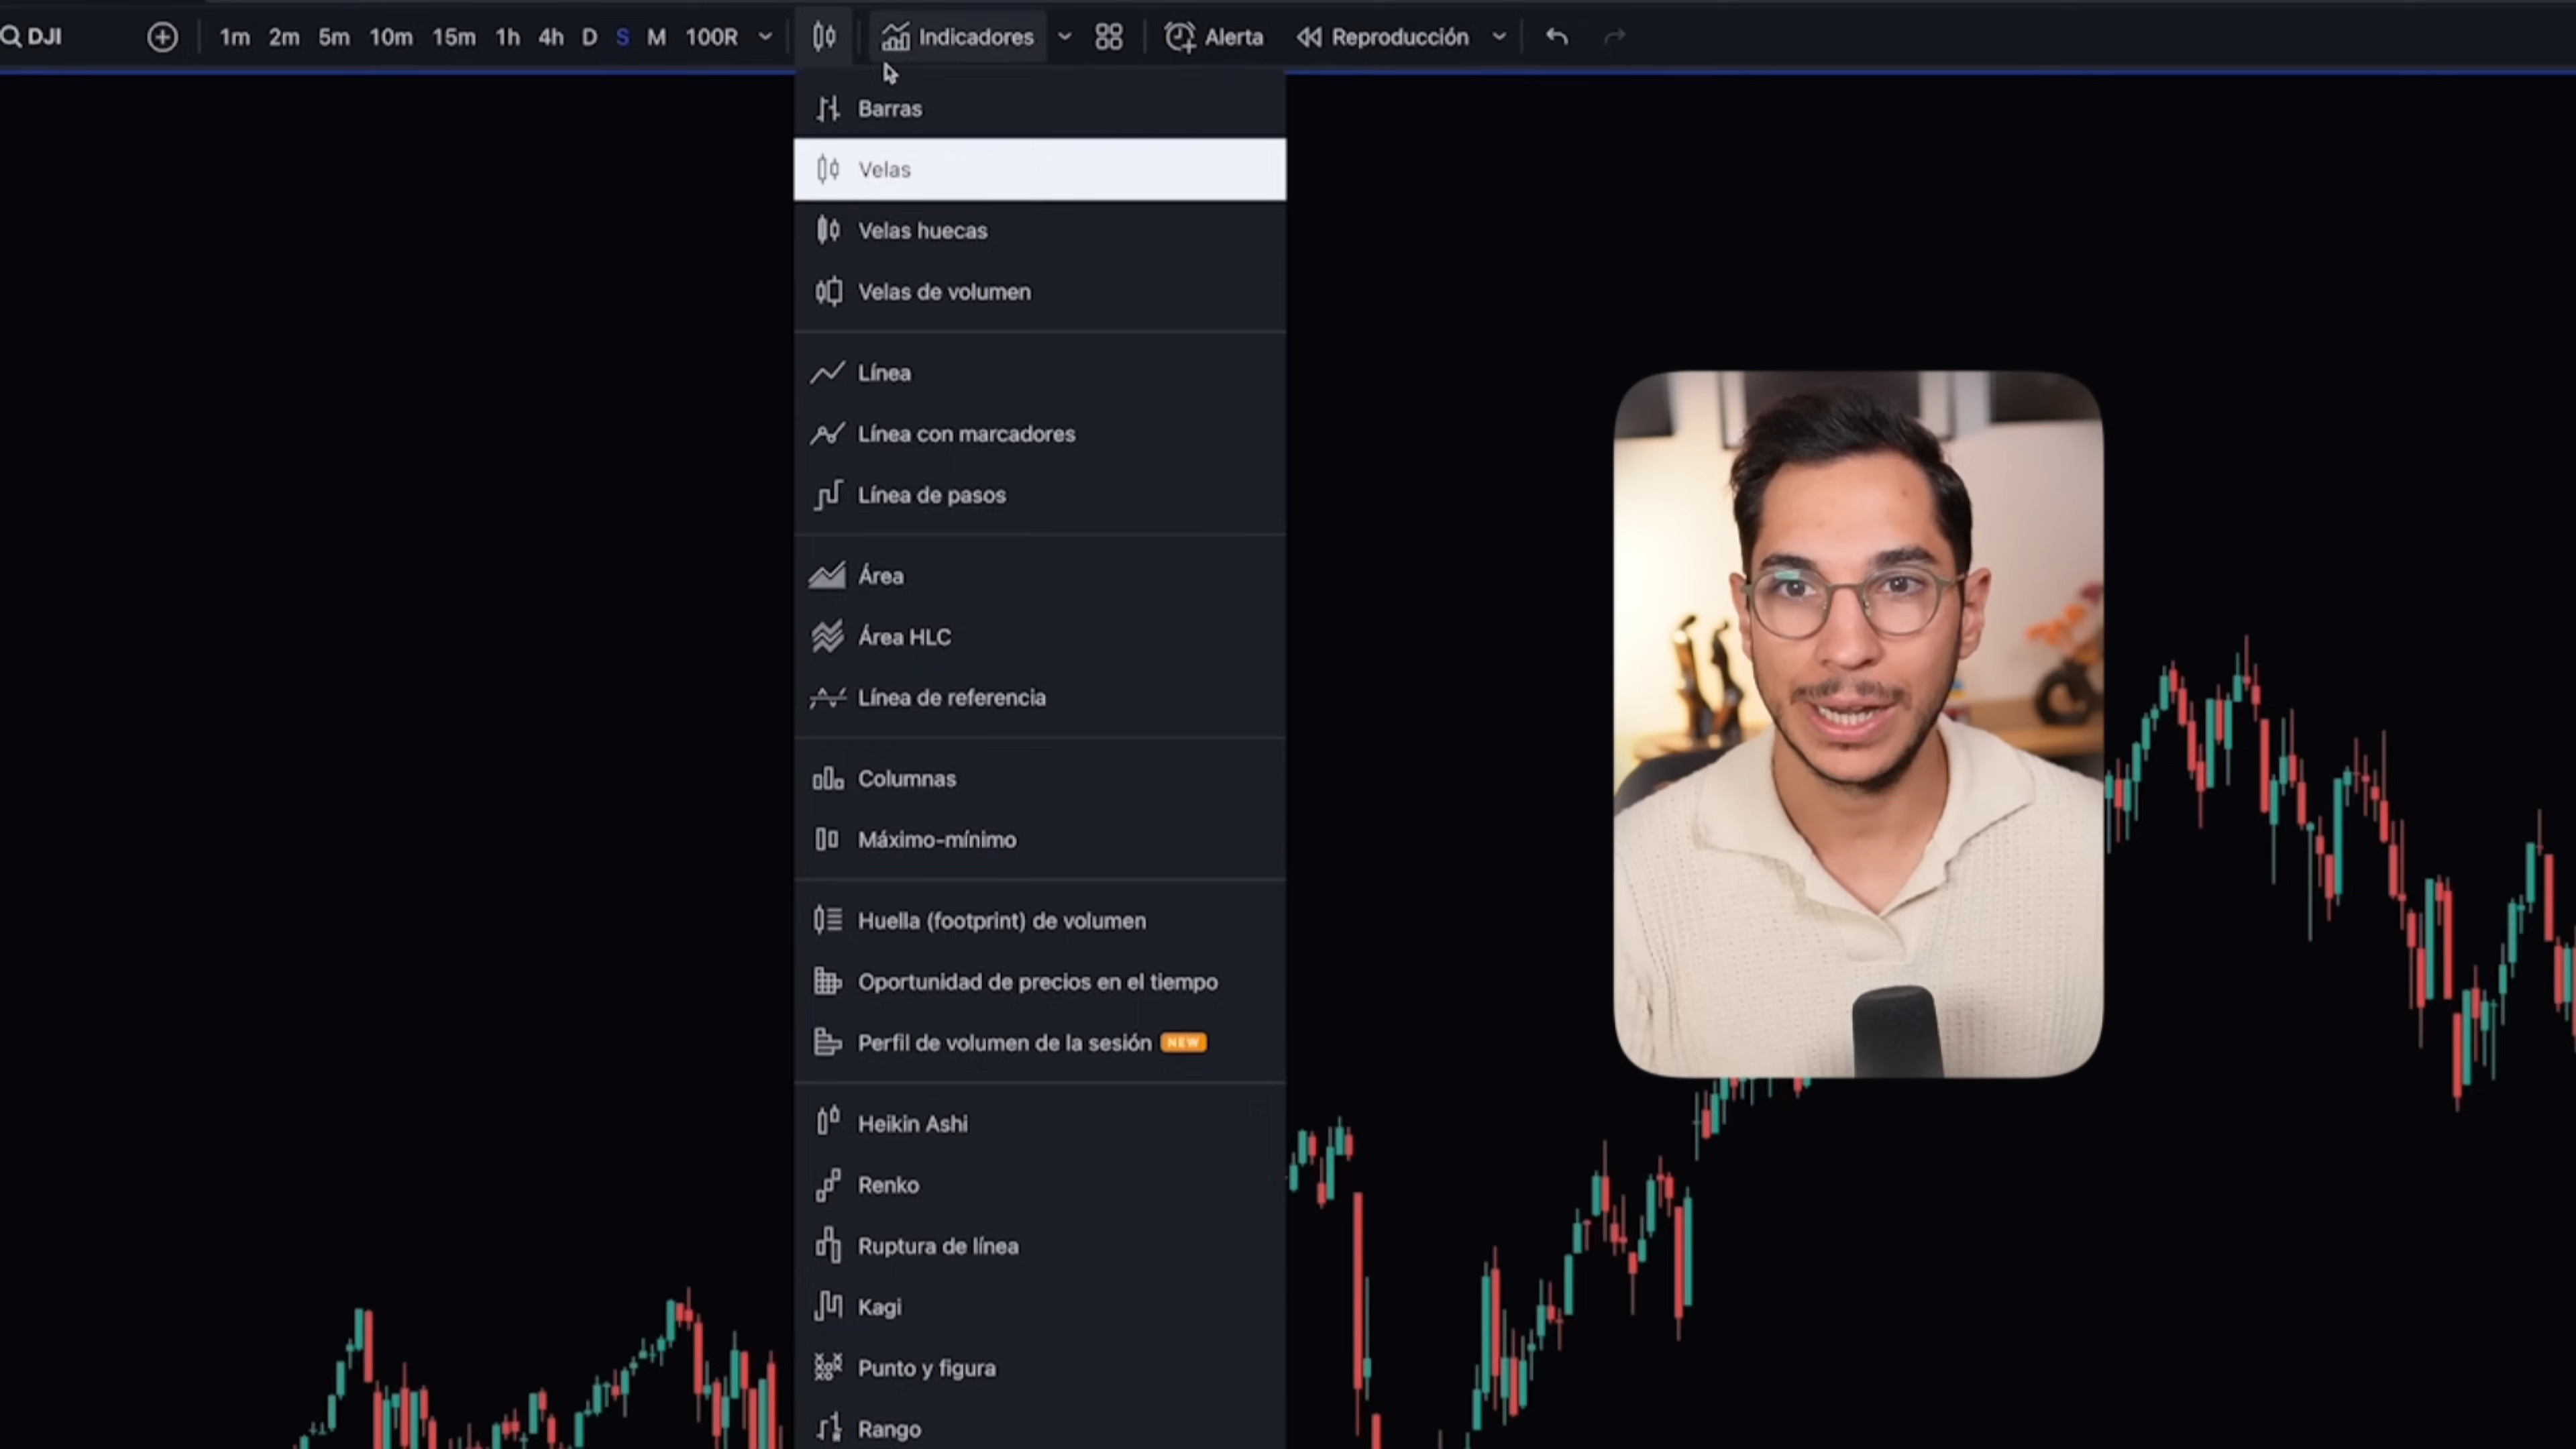 DJI 1m 2m 5m 10m 15m 1h 4h D S M 100R Indicadores Alerta Reproducción
Barras
Velas
Velas huecas
Velas de volumen
Línea
Línea con marcadores
Línea de pasos
Área
Área HLC
Línea de referencia
Columnas
Máximo-mínimo
Huella (footprint) de volumen
Oportunidad de precios en el tiempo
Perfil de volumen de la sesión NEW
Heikin Ashi
Renko
Ruptura de línea
Kagi
Punto y figura
Rango